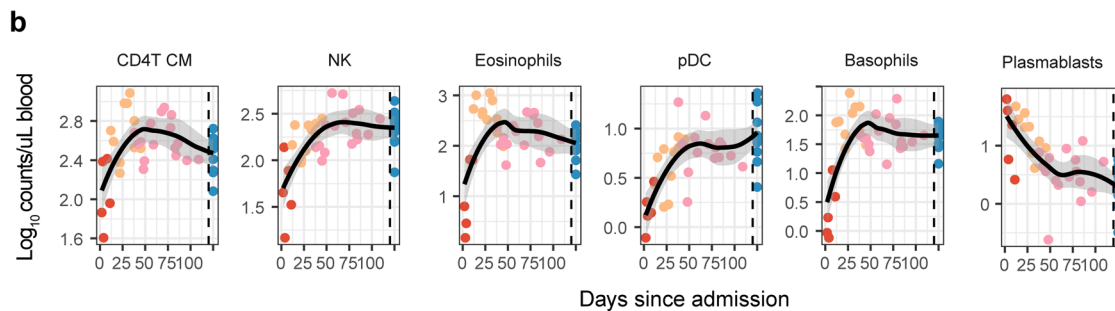 b
CD4T CM NK Eosinophils pDC Basophils Plasmablasts
Log10 counts/uL blood
2.8
2.4
2.0
1.6
0 25 50 75100
2.5
2.0
1.5
0 25 50 75100
3
2
1
0
0 25 50 75100
1.0
0.5
0.0
0 25 50 75100
2.0
1.5
1.0
0.5
0.0
0 25 50 75100
1
0
0 25 50 75100
Days since admission